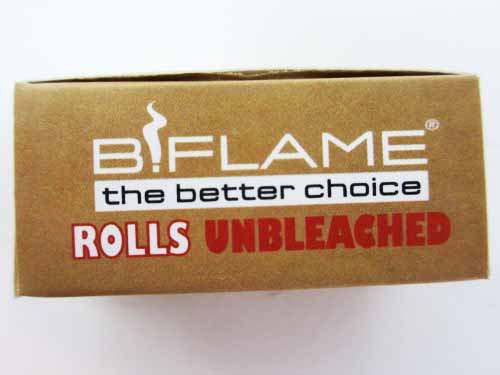 B!FLAME®
the better choice
ROLLS UNBLEACHED